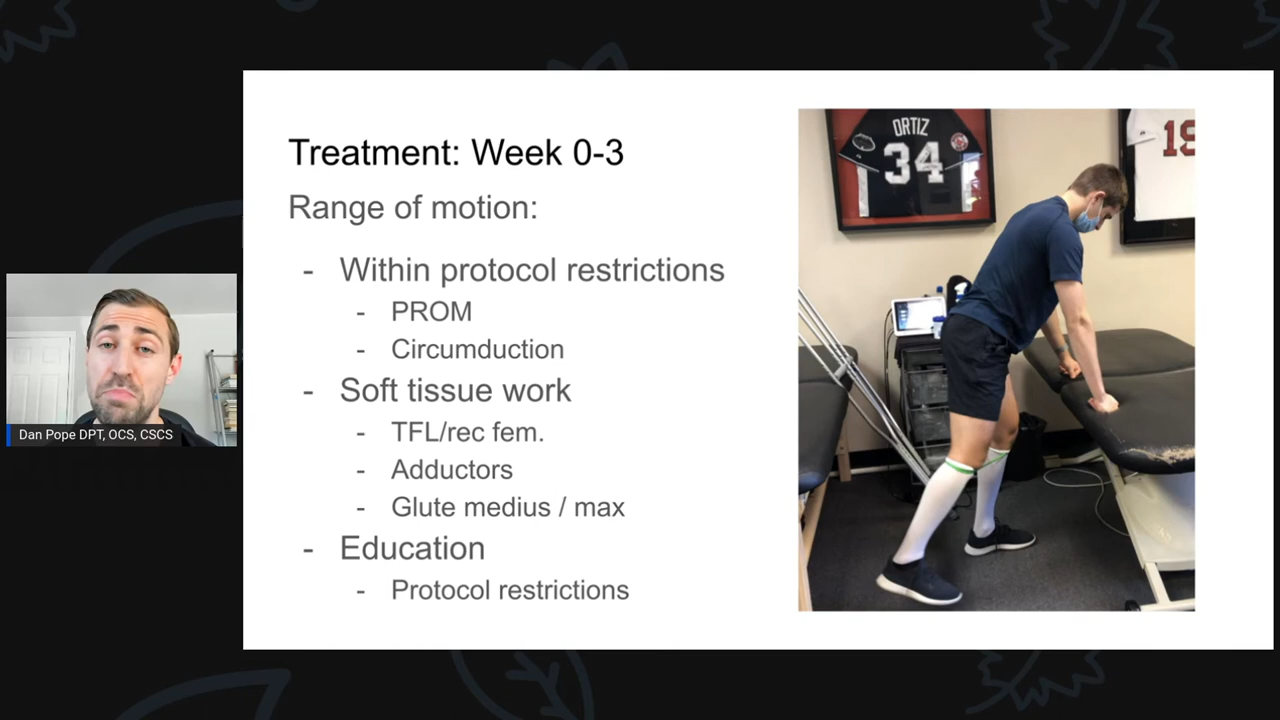 Treatment: Week 0-3
Range of motion:
- Within protocol restrictions
- PROM
- Circumduction
- Soft tissue work
- TFL/rec fem.
- Adductors
- Glute medius / max
- Education
- Protocol restrictions
ORTIZ
34
19
Dan Pope DPT, OCS, CSCS